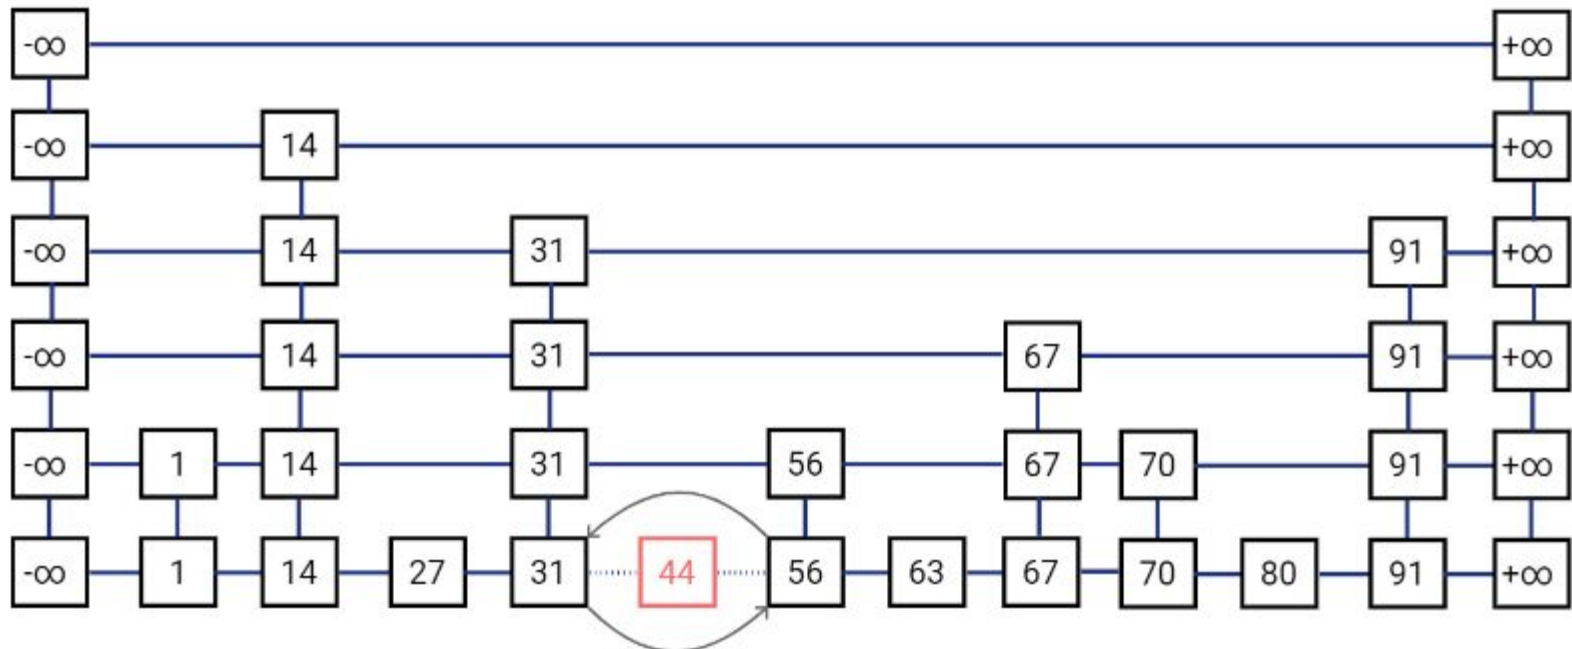 -∞ +∞
-∞ 14 +∞
-∞ 14 31 91 +∞
-∞ 14 31 67 91 +∞
-∞ 1 14 31 56 67 70 91 +∞
-∞ 1 14 27 31 44 56 63 67 70 80 91 +∞